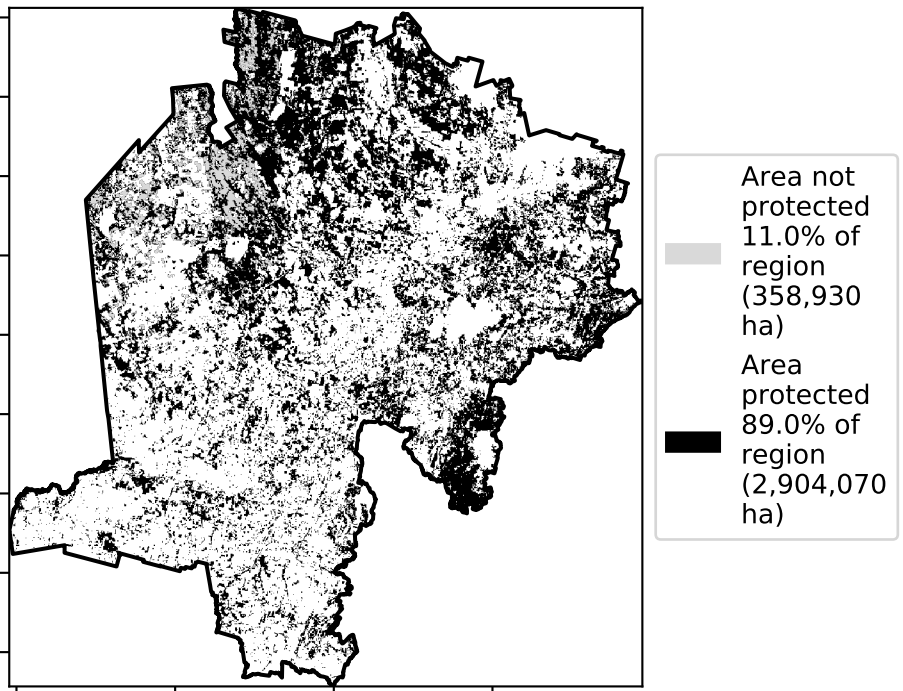 Area not
protected
11.0% of
region
(358,930
ha)
Area
protected
89.0% of
region
(2,904,070
ha)